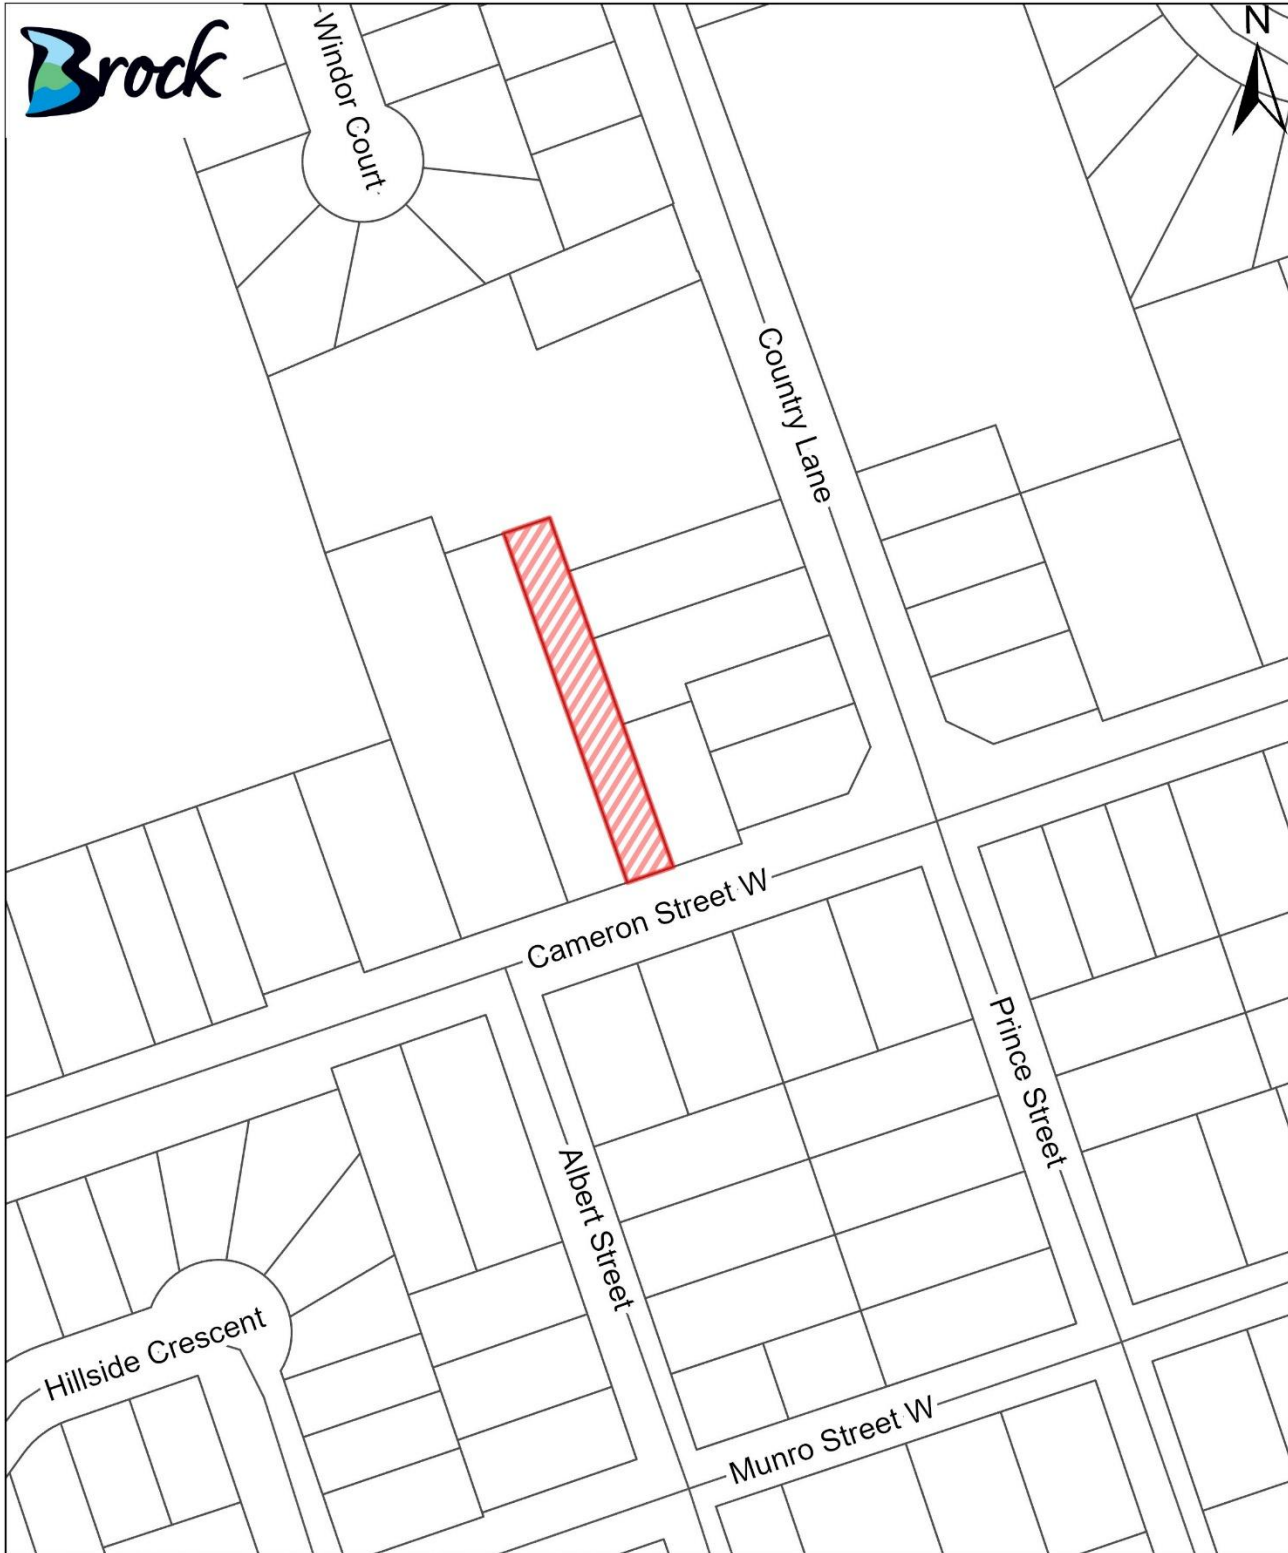 Brock
Windor Court
N
Country Lane
Cameron Street W
Prince Street
Albert Street
Hillside Crescent
Munro Street W